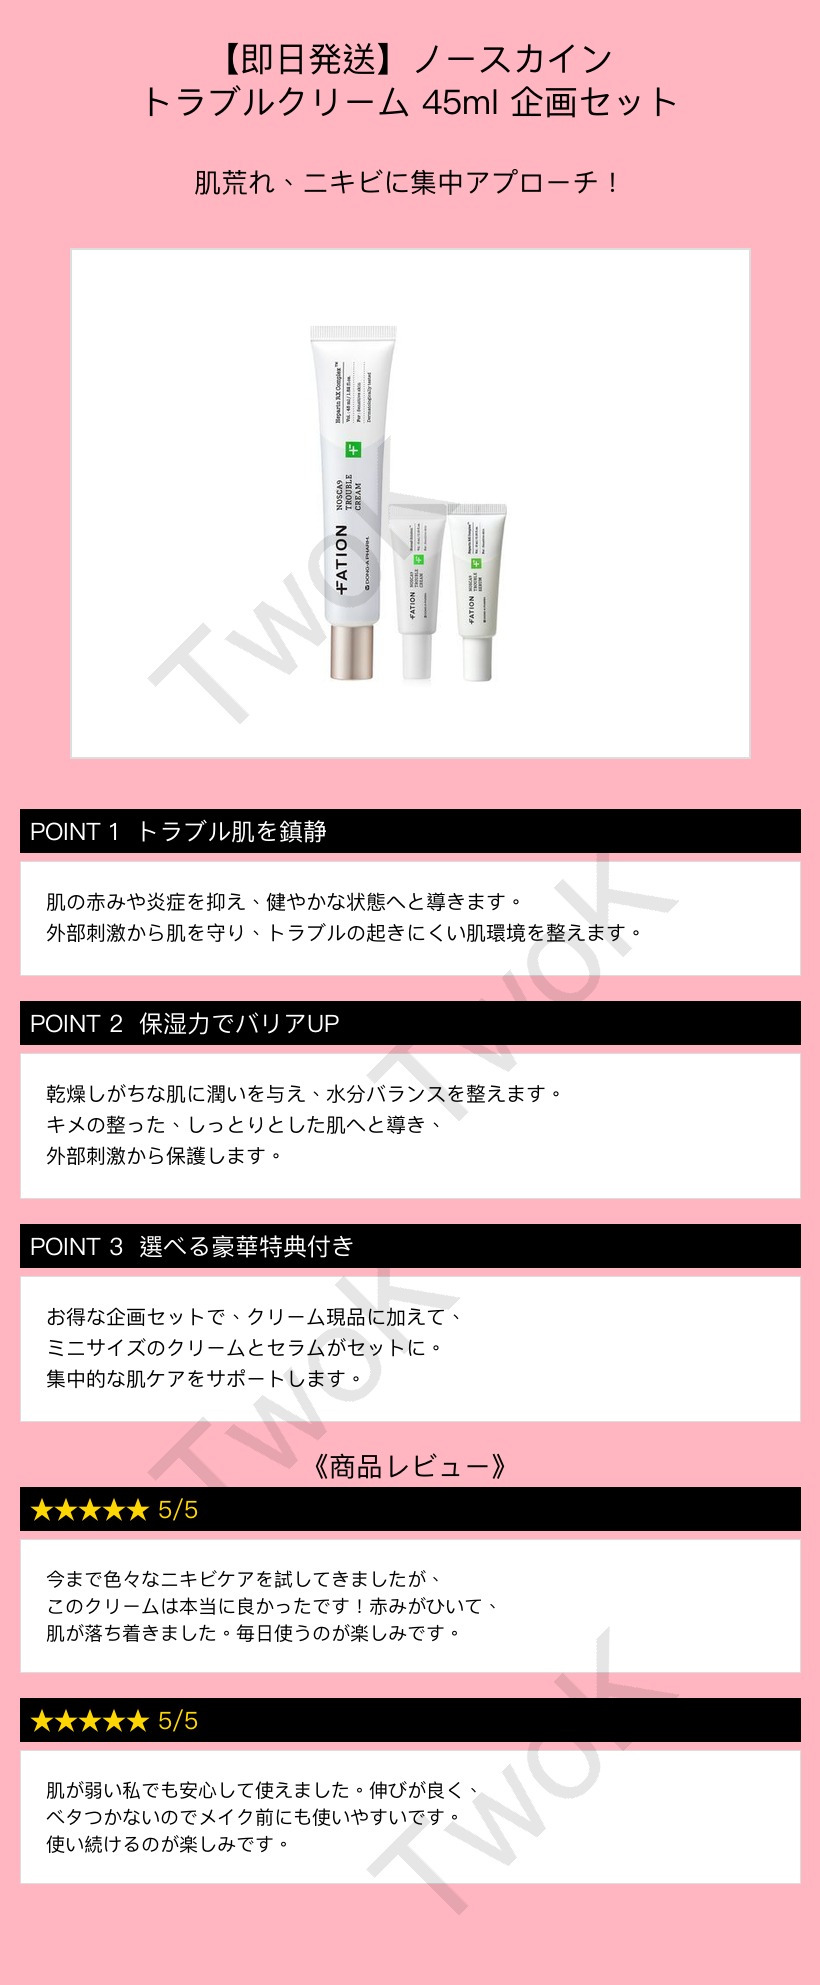 【即日発送】ノースカイン
トラブルクリーム 45ml 企画セット
肌荒れ、ニキビに集中アプローチ！
Heparin RX Complex™
Vol. : 45 ml / 1.52 fl.oz.
For : Sensitive skin
Dermatologically tested
FATION
NOSCA9
TROUBLE
CREAM
DONG-A PHARM.
FATION
NOSCA9
TROUBLE
CREAM
FATION
NOSCA9
TROUBLE
SERUM
TwoK
POINT 1 トラブル肌を鎮静
肌の赤みや炎症を抑え、健やかな状態へと導きます。
外部刺激から肌を守り、トラブルの起きにくい肌環境を整えます。
TwoK
POINT 2 保湿力でバリアUP
乾燥しがちな肌に潤いを与え、水分バランスを整えます。
キメの整った、しっとりとした肌へと導き、
外部刺激から保護します。
POINT 3 選べる豪華特典付き
お得な企画セットで、クリーム現品に加えて、
ミニサイズのクリームとセラムがセットに。
集中的な肌ケアをサポートします。
TwoK
《商品レビュー》
★★★★★ 5/5
今まで色々なニキビケアを試してきましたが、
このクリームは本当に良かったです！赤みがひいて、
肌が落ち着きました。毎日使うのが楽しみです。
★★★★★ 5/5
肌が弱い私でも安心して使えました。伸びが良く、
ベタつかないのでメイク前にも使いやすいです。
使い続けるのが楽しみです。
TwoK